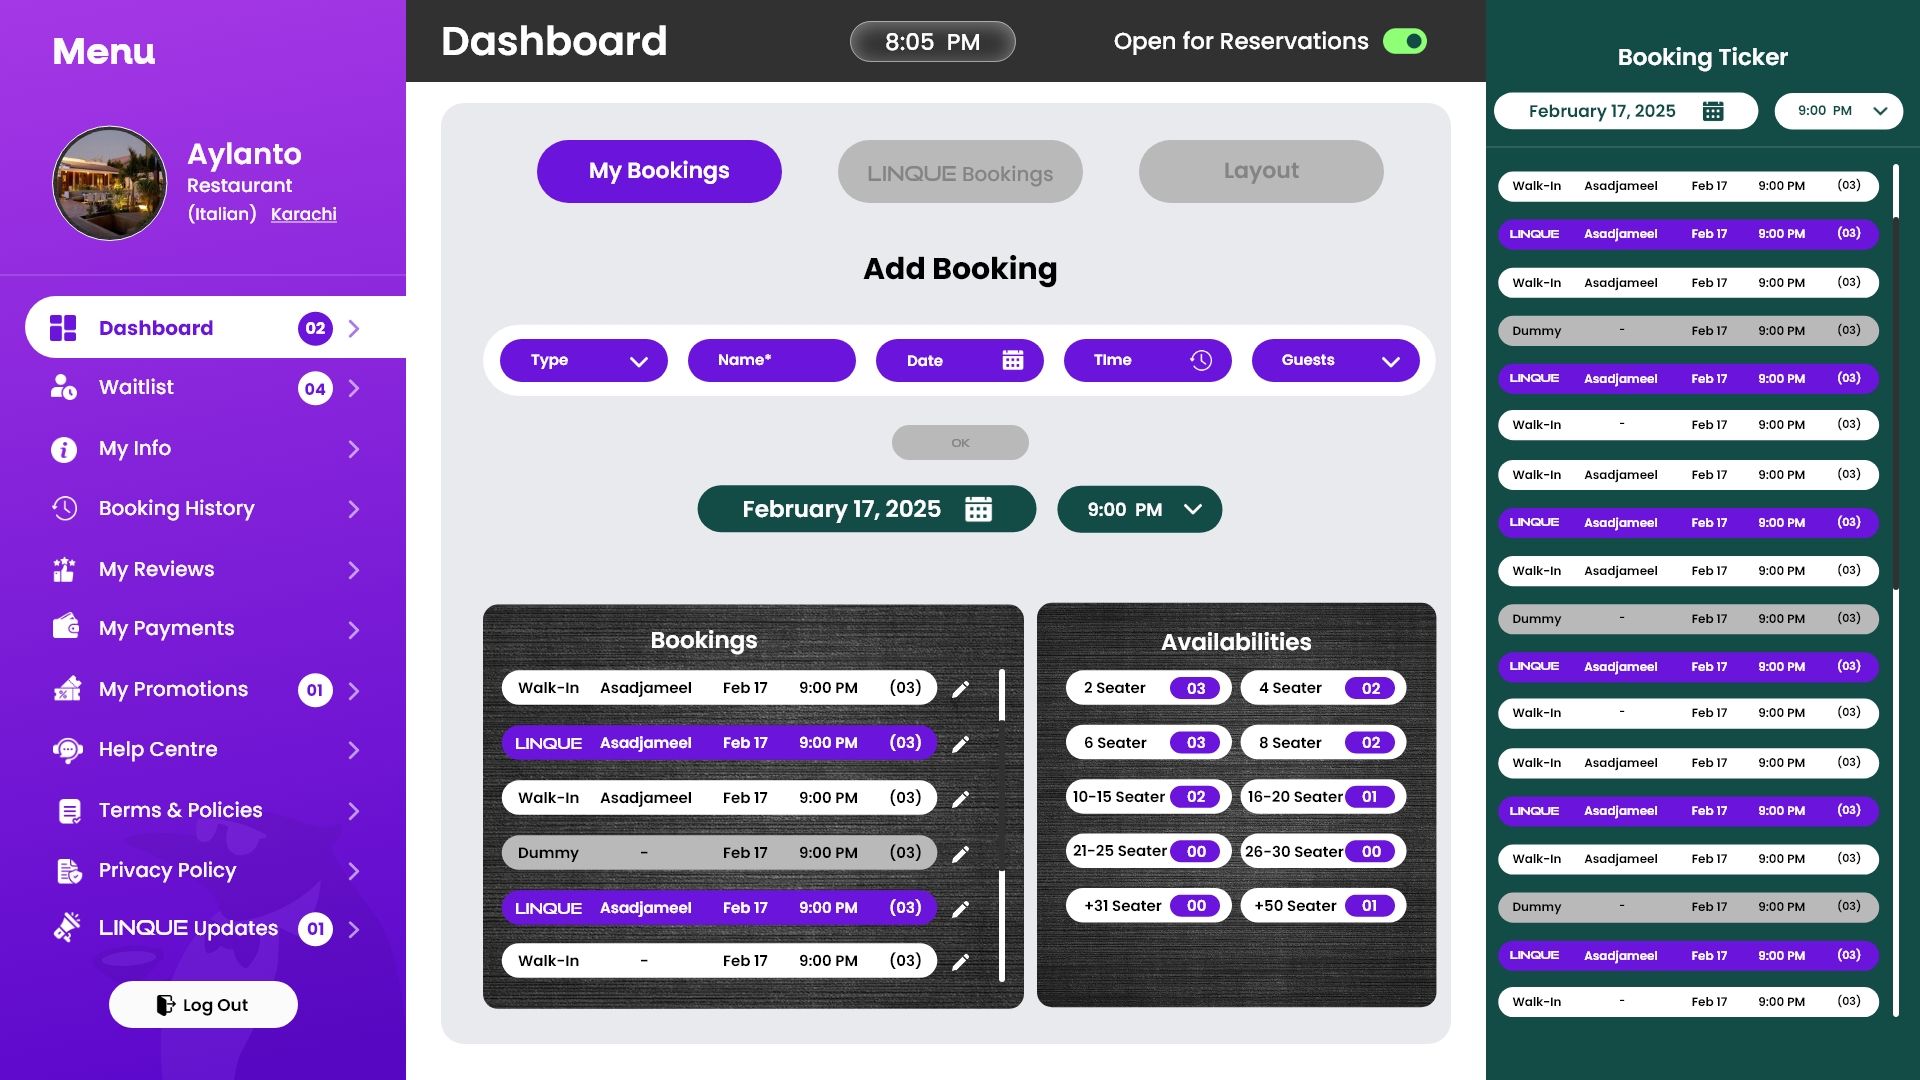 Menu
Aylanto
Restaurant
(Italian) Karachi
Dashboard 02
Waitlist 04
My Info
Booking History
My Reviews
My Payments
My Promotions 01
Help Centre
Terms & Policies
Privacy Policy
LINQUE Updates 01
Log Out
Dashboard
8:05 PM
Open for Reservations
My Bookings
LINQUE Bookings
Layout
Add Booking
Type
Name*
Date
TIme
Guests
OK
February 17, 2025
9:00 PM
Bookings
Walk-In Asadjameel Feb 17 9:00 PM (03)
LINQUE Asadjameel Feb 17 9:00 PM (03)
Walk-In Asadjameel Feb 17 9:00 PM (03)
Dummy - Feb 17 9:00 PM (03)
LINQUE Asadjameel Feb 17 9:00 PM (03)
Walk-In - Feb 17 9:00 PM (03)
Availabilities
2 Seater 03 4 Seater 02
6 Seater 03 8 Seater 02
10-15 Seater 02 16-20 Seater 01
21-25 Seater 00 26-30 Seater 00
+31 Seater 00 +50 Seater 01
Booking Ticker
February 17, 2025
9:00 PM
Walk-In Asadjameel Feb 17 9:00 PM (03)
LINQUE Asadjameel Feb 17 9:00 PM (03)
Walk-In Asadjameel Feb 17 9:00 PM (03)
Dummy - Feb 17 9:00 PM (03)
LINQUE Asadjameel Feb 17 9:00 PM (03)
Walk-In - Feb 17 9:00 PM (03)
Walk-In Asadjameel Feb 17 9:00 PM (03)
LINQUE Asadjameel Feb 17 9:00 PM (03)
Walk-In Asadjameel Feb 17 9:00 PM (03)
Dummy - Feb 17 9:00 PM (03)
LINQUE Asadjameel Feb 17 9:00 PM (03)
Walk-In - Feb 17 9:00 PM (03)
Walk-In Asadjameel Feb 17 9:00 PM (03)
LINQUE Asadjameel Feb 17 9:00 PM (03)
Walk-In Asadjameel Feb 17 9:00 PM (03)
Dummy - Feb 17 9:00 PM (03)
LINQUE Asadjameel Feb 17 9:00 PM (03)
Walk-In - Feb 17 9:00 PM (03)